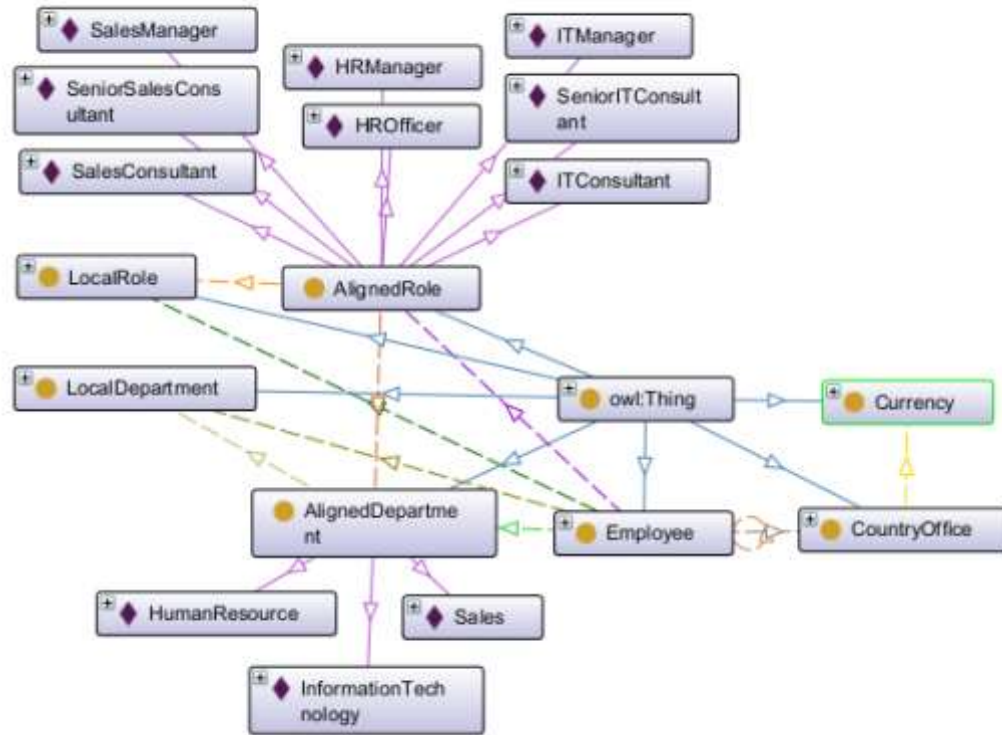 SalesManager
HRManager
ITManager
SeniorSalesCons
ultant
SeniorITConsult
ant
HROfficer
SalesConsultant
ITConsultant
LocalRole
AlignedRole
LocalDepartment
owl:Thing
Currency
AlignedDepartme
nt
Employee
CountryOffice
HumanResource
Sales
InformationTech
nology